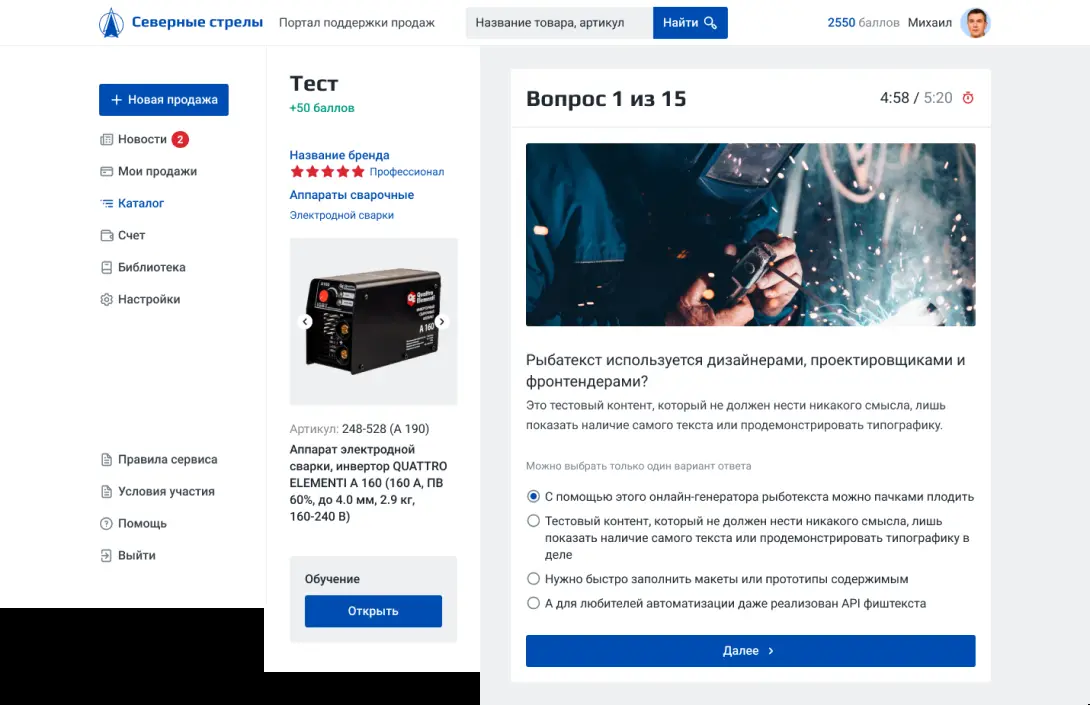 Северные стрелы
Портал поддержки продаж
Название товара, артикул
Найти
2550 баллов
Михаил
Новая продажа
Новости 2
Мои продажи
Каталог
Счет
Библиотека
Настройки
Правила сервиса
Условия участия
Помощь
Выйти
Тест
+50 баллов
Название бренда
Профессионал
Аппараты сварочные
Электродной сварки
Quattro
Elementi
A 160
Артикул: 248-528 (А 190)
Аппарат электродной
сварки, инвертор QUATTRO
ELEMENTI A 160 (160 А, ПВ
60%, до 4.0 мм, 2.9 кг,
160-240 В)
Обучение
Открыть
Вопрос 1 из 15
4:58 / 5:20
Рыбатекст используется дизайнерами, проектировщиками и
фронтендерами?
Это тестовый контент, который не должен нести никакого смысла, лишь
показать наличие самого текста или продемонстрировать типографику.
Можно выбрать только один вариант ответа
С помощью этого онлайн-генератора рыботекста можно пачками плодить
Тестовый контент, который не должен нести никакого смысла, лишь
показать наличие самого текста или продемонстрировать типографику в
деле
Нужно быстро заполнить макеты или прототипы содержимым
А для любителей автоматизации даже реализован API фиштекста
Далее